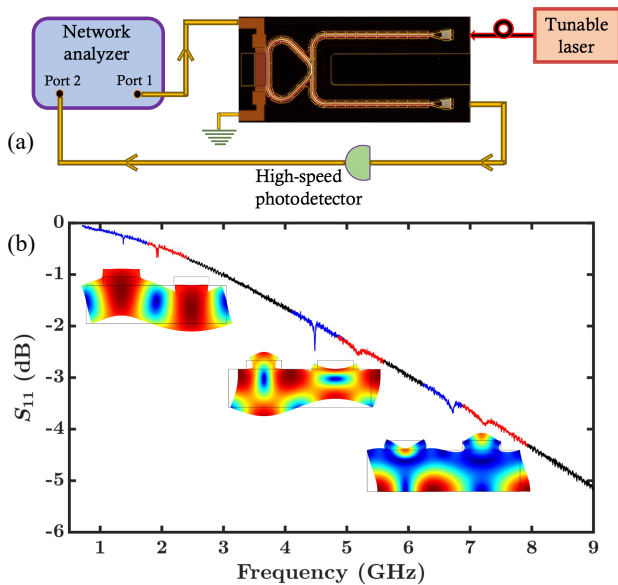 Network
analyzer
Port 2
Port 1
Tunable
laser
(a)
High-speed
photodetector
(b)
0
-1
-2
-3
-4
-5
-6
S11 (dB)
1 2 3 4 5 6 7 8 9
Frequency (GHz)